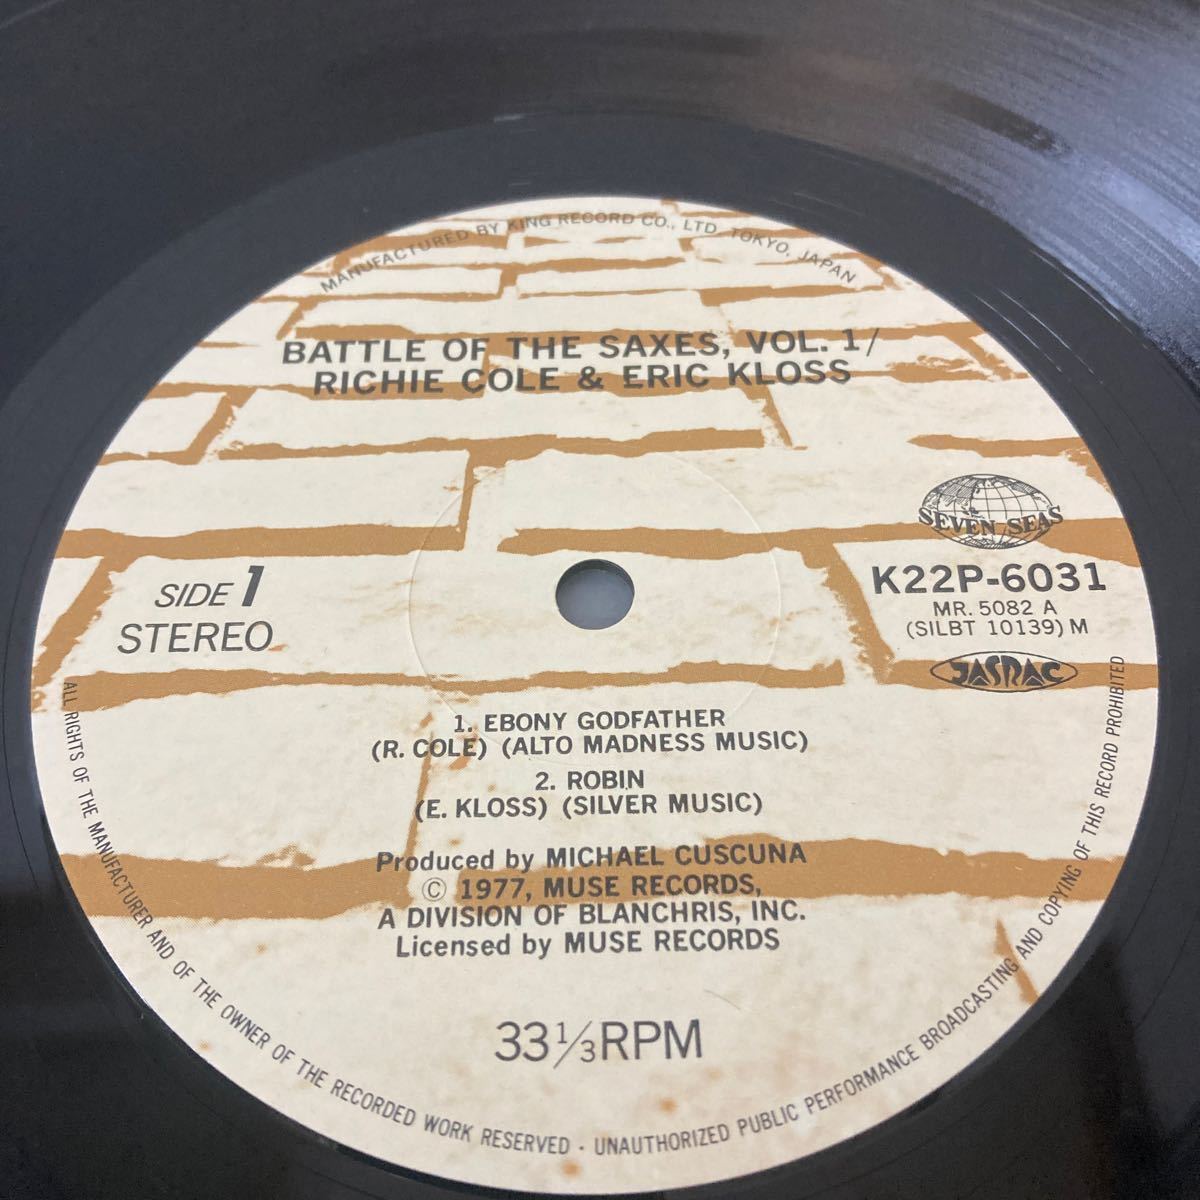 MANUFACTURED BY KING RECORD CO., LTD. TOKYO, JAPAN
BATTLE OF THE SAXES, VOL. 1/
RICHIE COLE & ERIC KLOSS
SEVEN SEAS
K22P-6031
MR. 5082 A
(SILBT 10139) M
JASRAC
SIDE 1
STEREO
1. EBONY GODFATHER
(R. COLE) (ALTO MADNESS MUSIC)
2. ROBIN
(E. KLOSS) (SILVER MUSIC)
Produced by MICHAEL CUSCUNA
© 1977, MUSE RECORDS,
A DIVISION OF BLANCHRIS, INC.
Licensed by MUSE RECORDS
33 1/3 RPM
ALL RIGHTS OF THE MANUFACTURER AND OF THE OWNER OF THE RECORDED WORK RESERVED · UNAUTHORIZED PUBLIC PERFORMANCE BROADCASTING AND COPYING OF THIS RECORD PROHIBITED